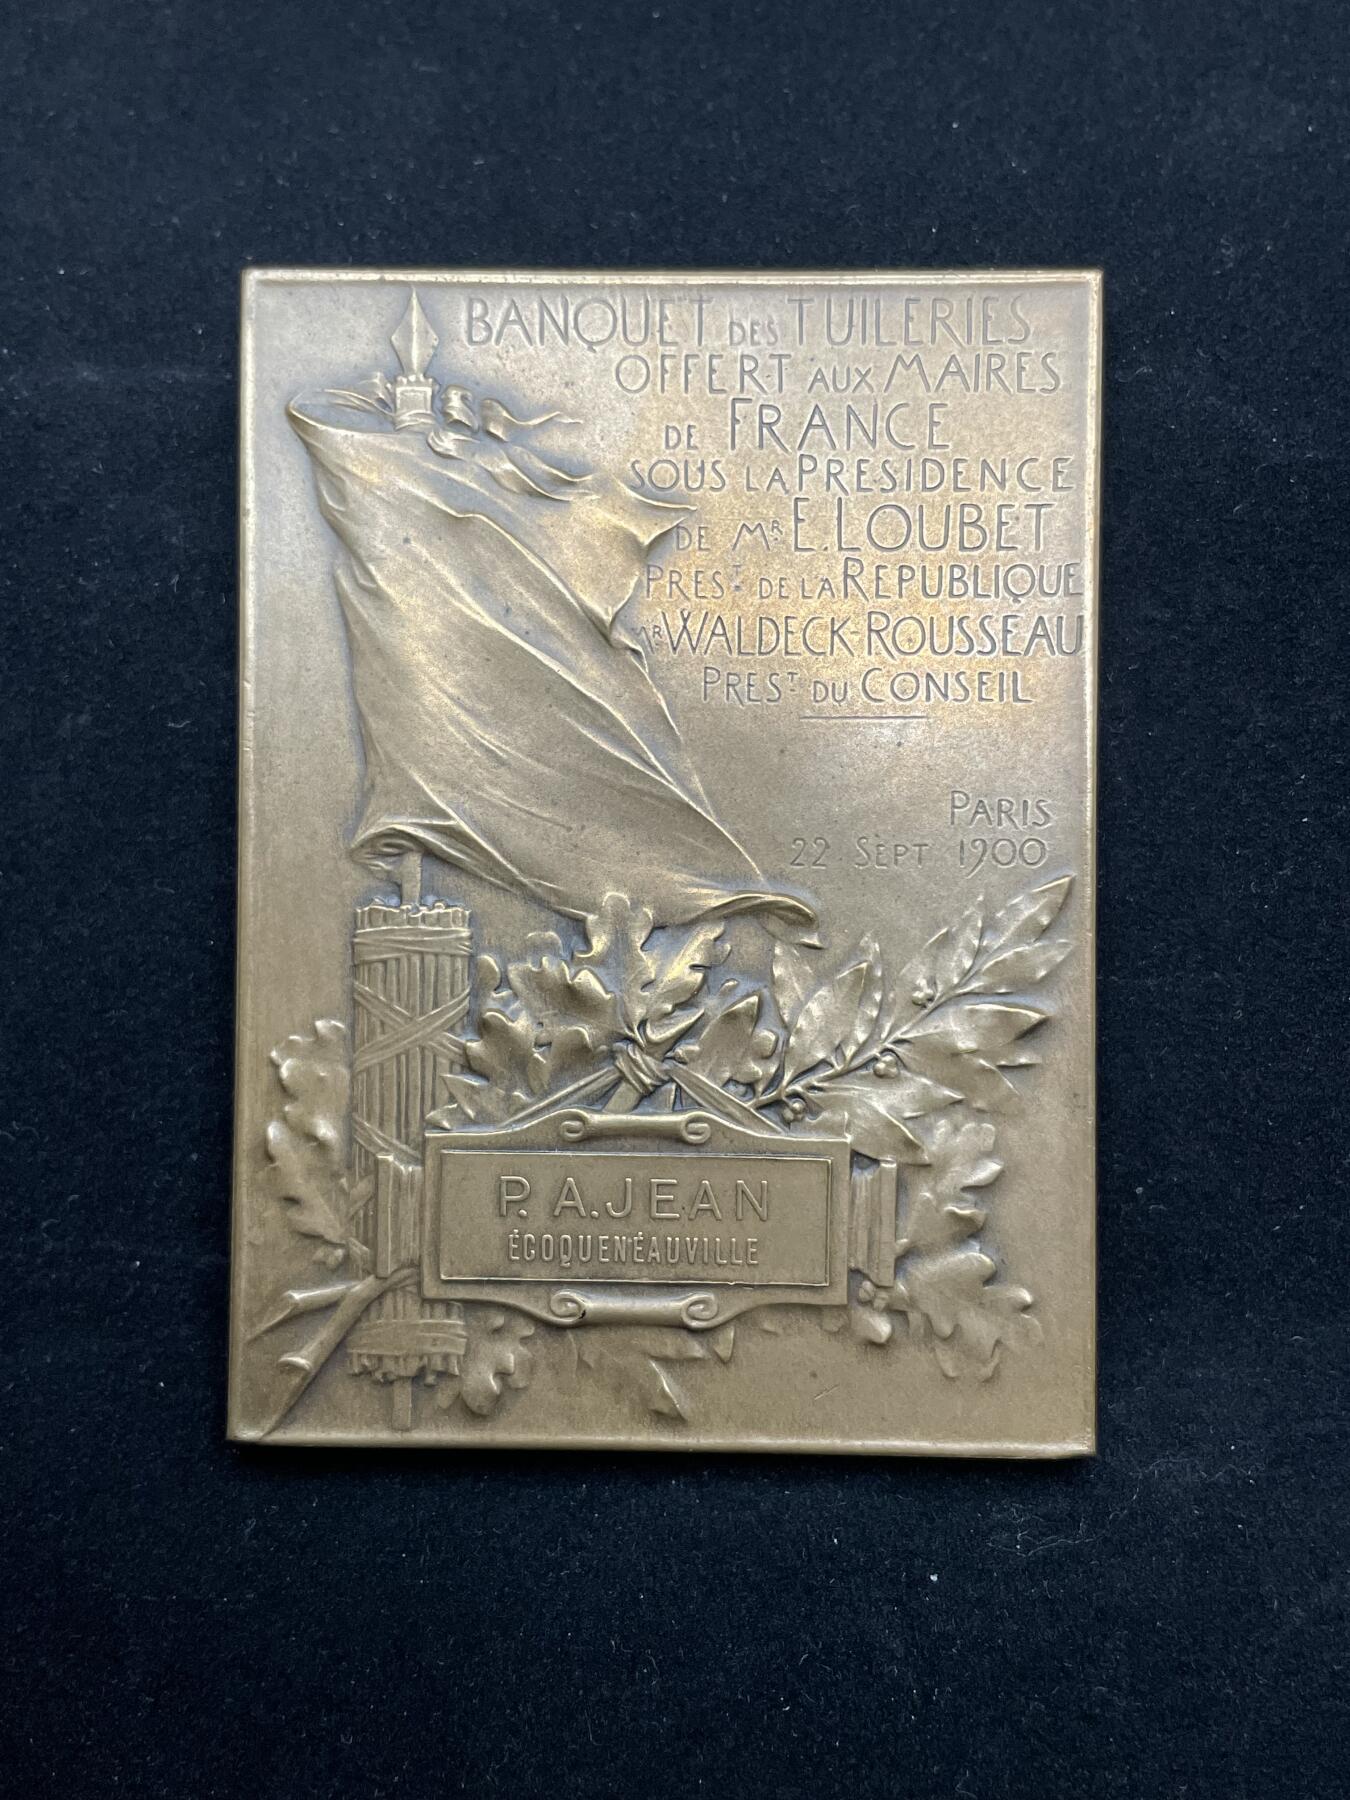 BANQUET DES TUILERIES
OFFERT AUX MAIRES
DE FRANCE
SOUS LA PRESIDENCE
DE MR. E. LOUBET
PREST. DE LA REPUBLIQUE
MR WALDECK-ROUSSEAU
PREST. DU CONSEIL
PARIS
22 SEPT 1900
P. A. JEAN
ÉCOQUENÉAUVILLE